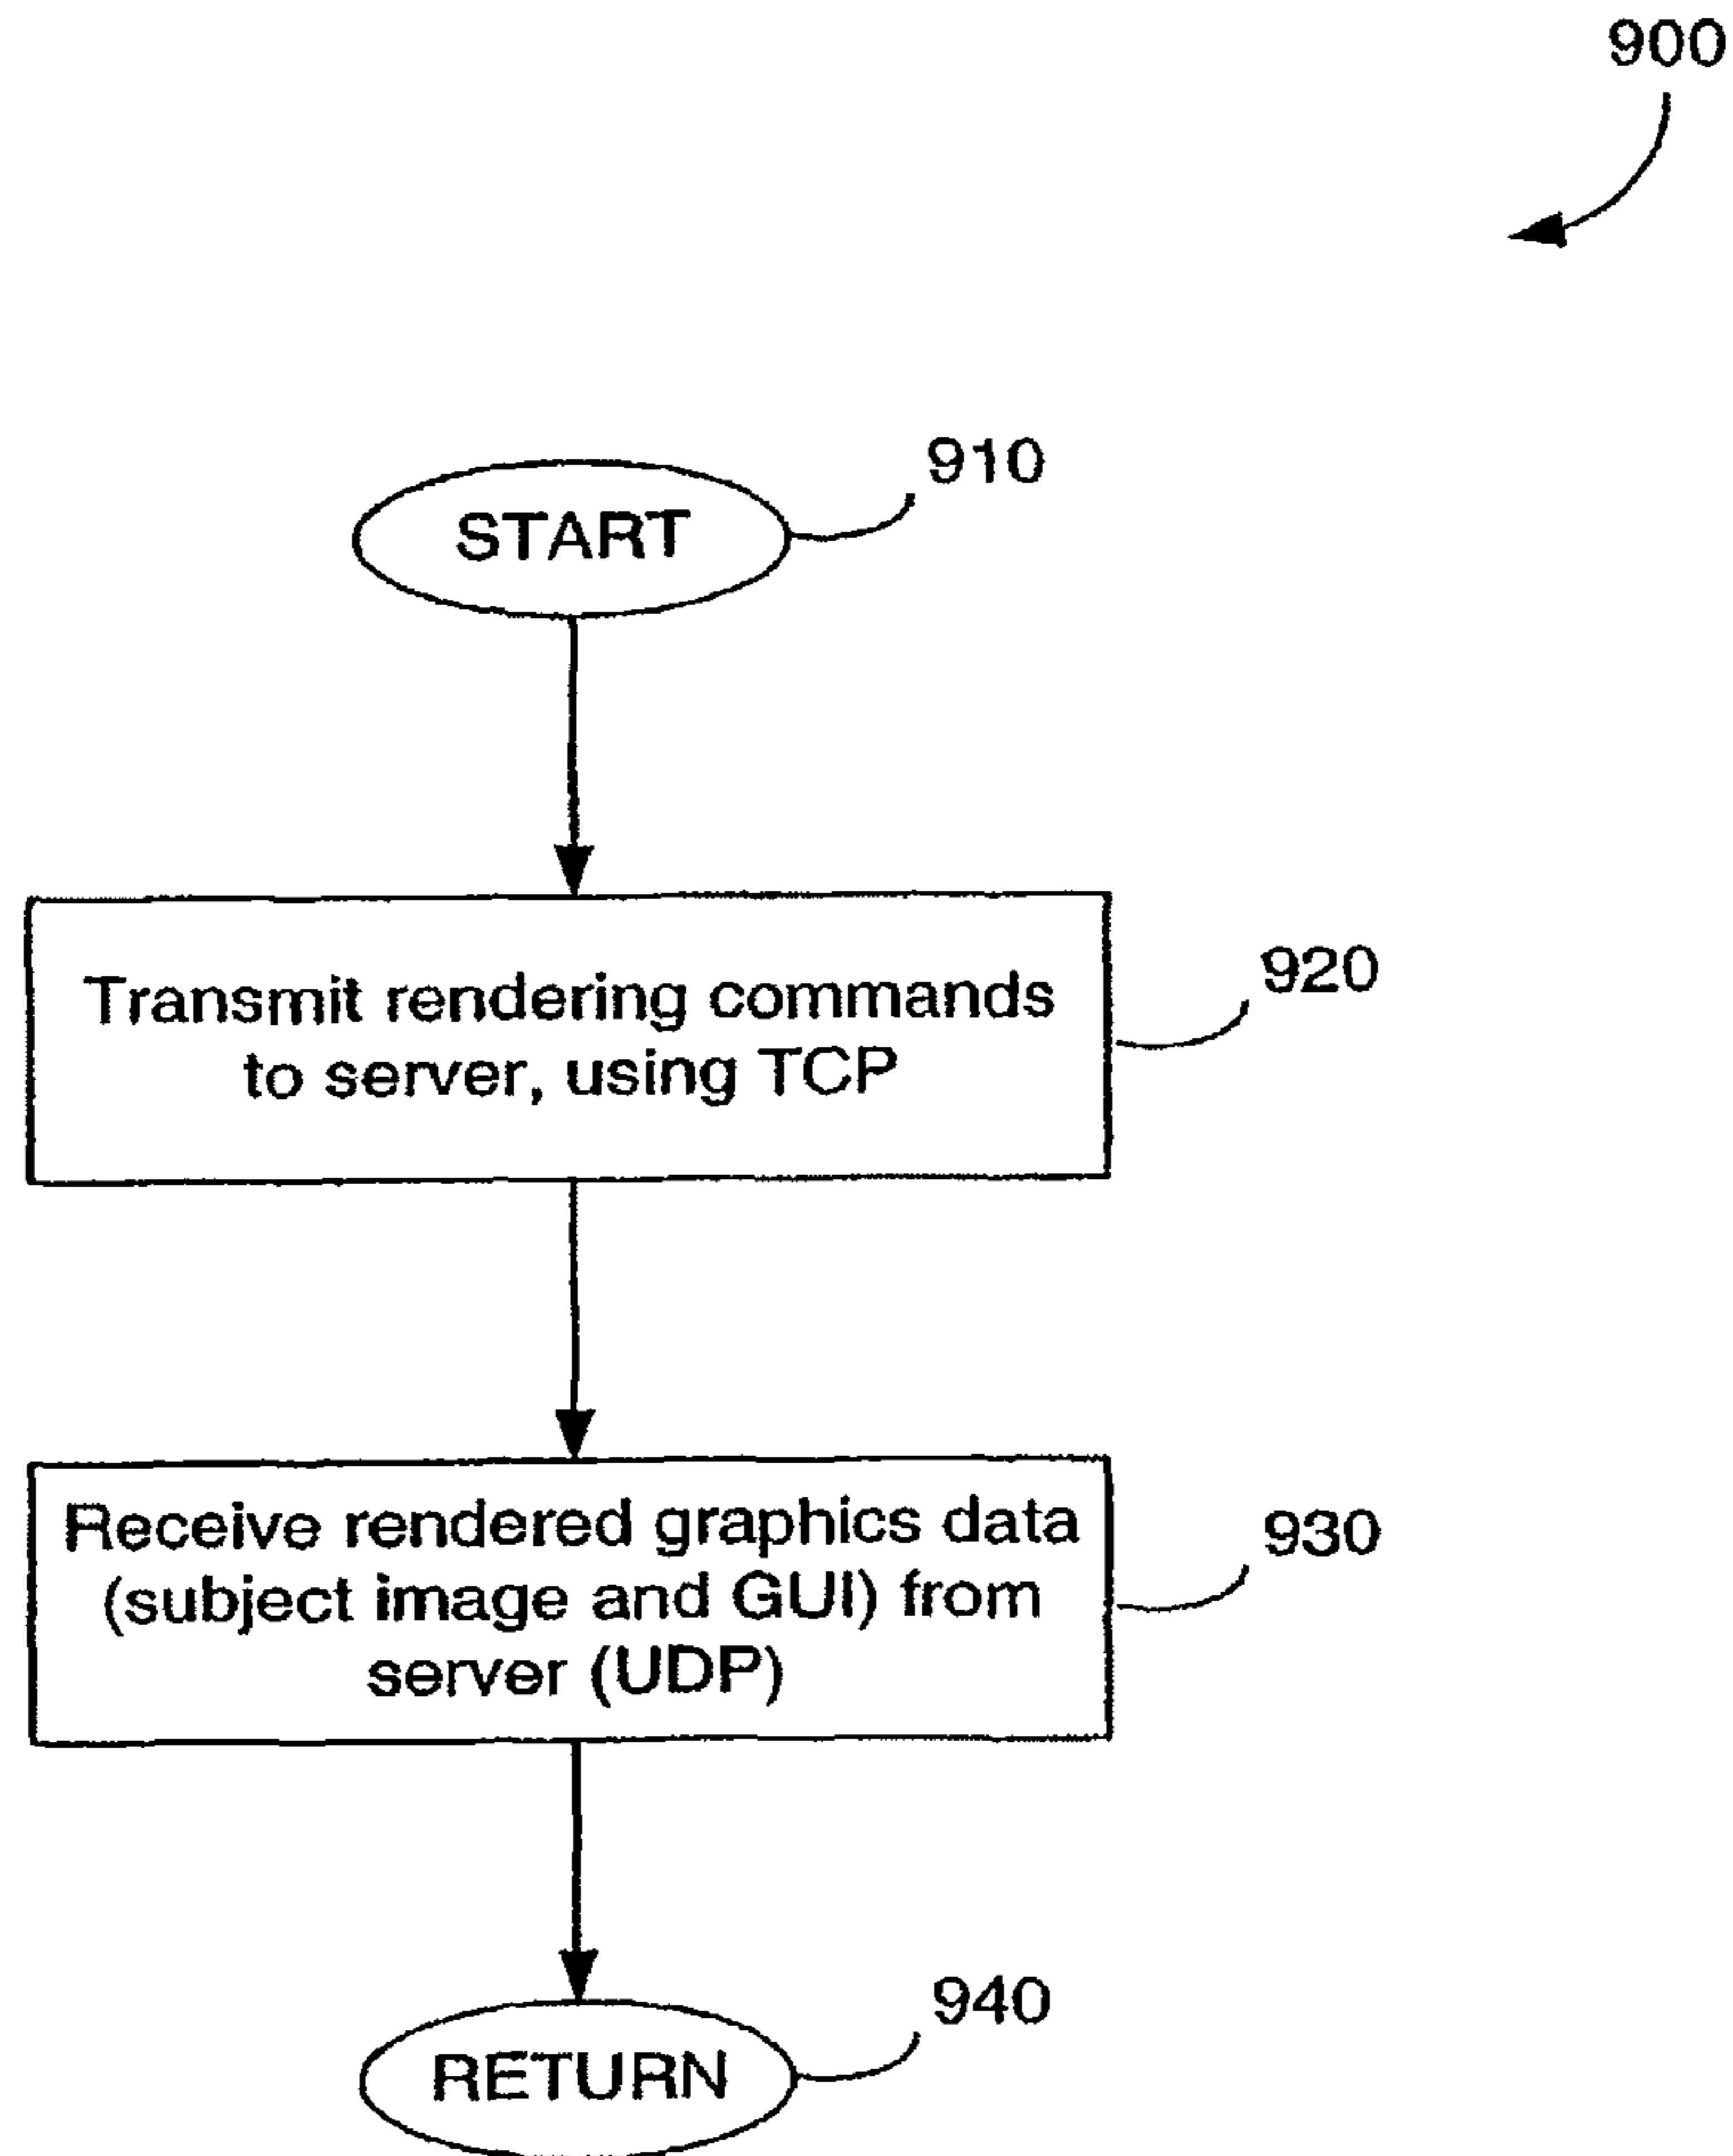 900
910
START
920
Transmit rendering commands
to server, using TCP
930
Receive rendered graphics data
(subject image and GUI) from
server (UDP)
940
RETURN